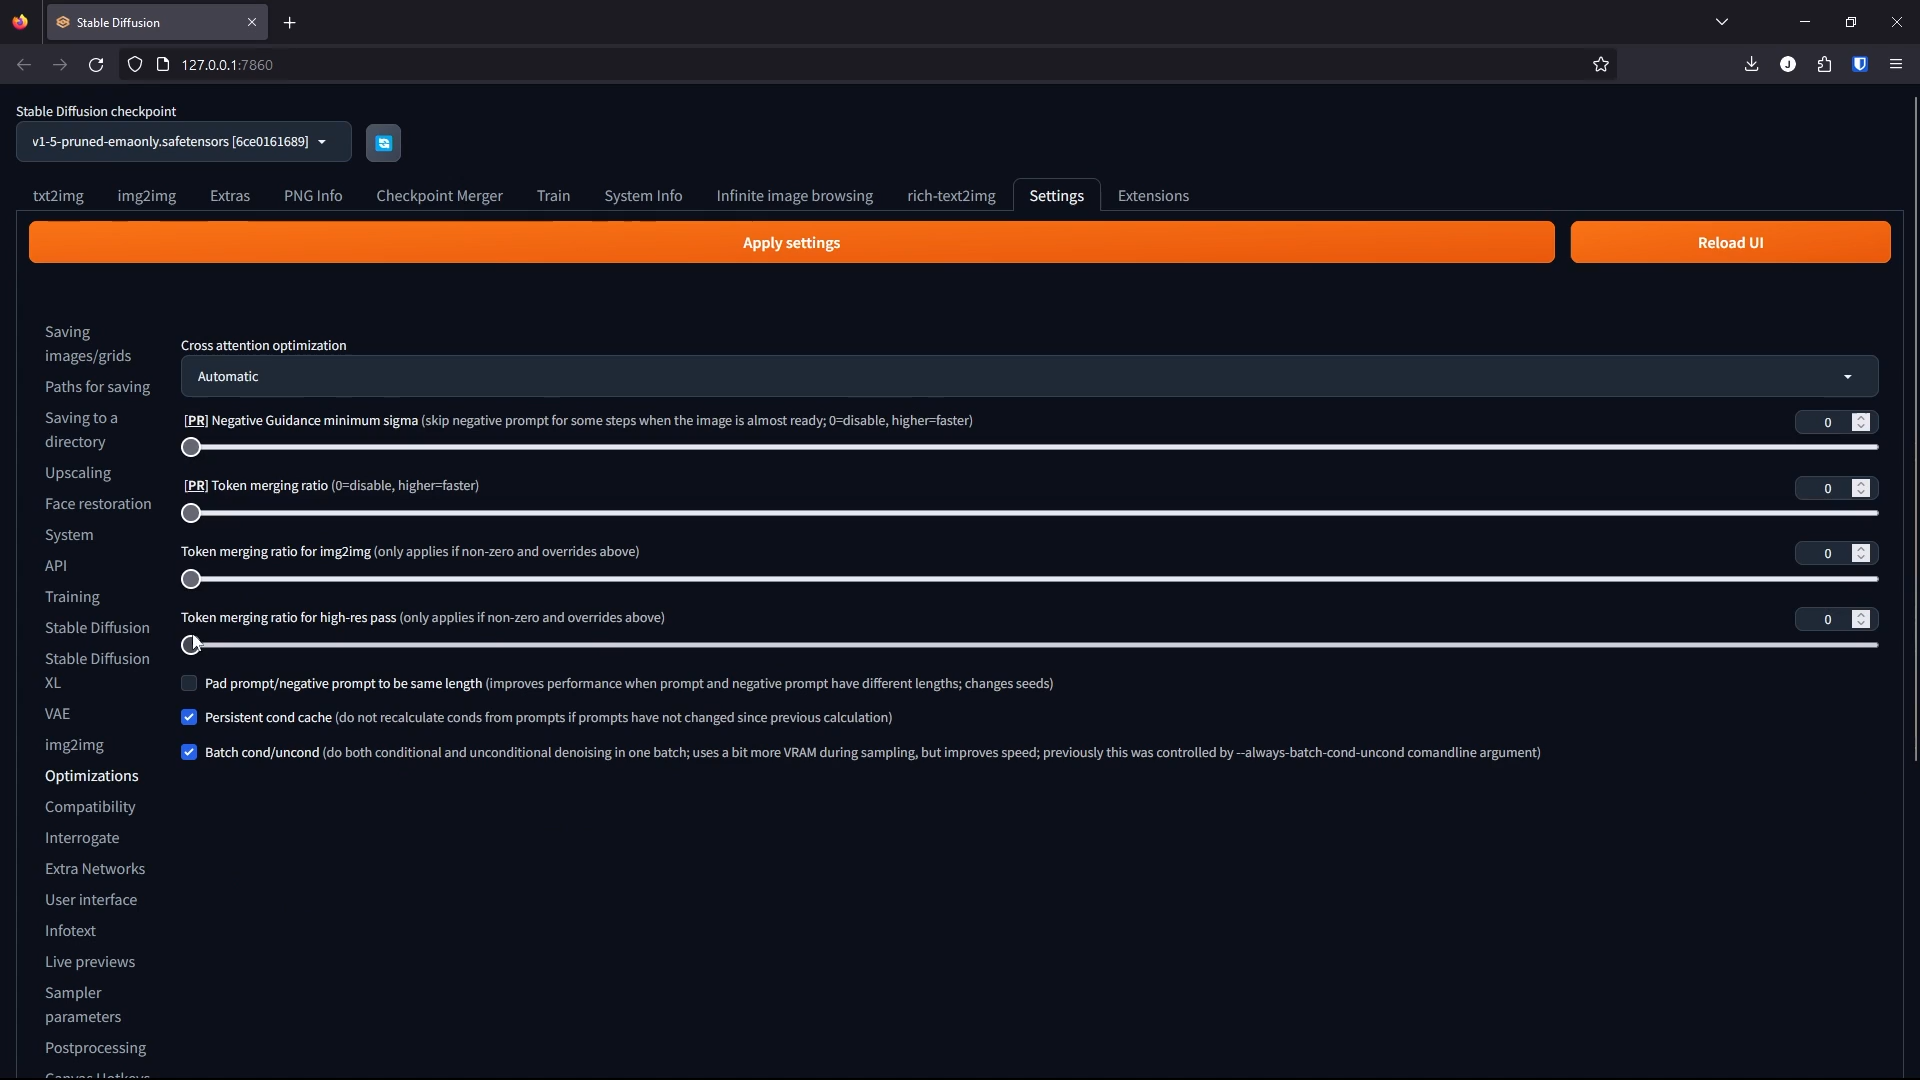 Stable Diffusion
127.0.0.1:7860
J
Stable Diffusion checkpoint
v1-5-pruned-emaonly.safetensors [6ce0161689]
txt2img img2img Extras PNG Info Checkpoint Merger Train System Info Infinite image browsing rich-text2img Settings Extensions
Apply settings Reload UI
Saving
images/grids
Paths for saving
Saving to a
directory
Upscaling
Face restoration
System
API
Training
Stable Diffusion
Stable Diffusion
XL
VAE
img2img
Optimizations
Compatibility
Interrogate
Extra Networks
User interface
Infotext
Live previews
Sampler
parameters
Postprocessing
Canvas Hotkeys
Cross attention optimization
Automatic
[PR] Negative Guidance minimum sigma (skip negative prompt for some steps when the image is almost ready; 0=disable, higher=faster) 0
[PR] Token merging ratio (0=disable, higher=faster) 0
Token merging ratio for img2img (only applies if non-zero and overrides above) 0
Token merging ratio for high-res pass (only applies if non-zero and overrides above) 0
Pad prompt/negative prompt to be same length (improves performance when prompt and negative prompt have different lengths; changes seeds)
Persistent cond cache (do not recalculate conds from prompts if prompts have not changed since previous calculation)
Batch cond/uncond (do both conditional and unconditional denoising in one batch; uses a bit more VRAM during sampling, but improves speed; previously this was controlled by --always-batch-cond-uncond comandline argument)